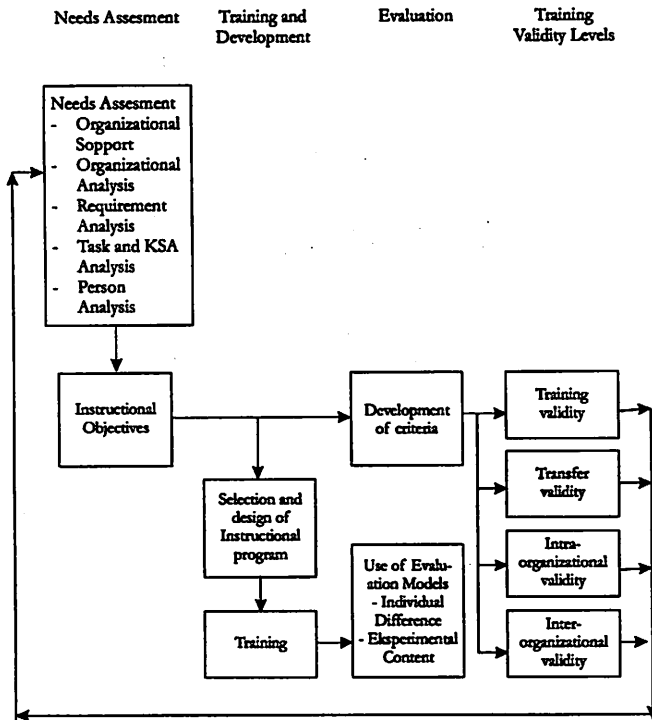 Needs Assesment
Training and
Development
Evaluation
Training
Validity Levels
Needs Assesment
- Organizational
Sopport
- Organizational
Analysis
- Requirement
Analysis
- Task and KSA
Analysis
- Person
Analysis
Instructional
Objectives
Development
of criteria
Training
validity
Selection and
design of
Instructional
program
Transfer
validity
Use of Evalu-
ation Models
- Individual
Difference
- Eksperimental
Content
Intra-
organizational
validity
Training
Inter-
organizational
validity